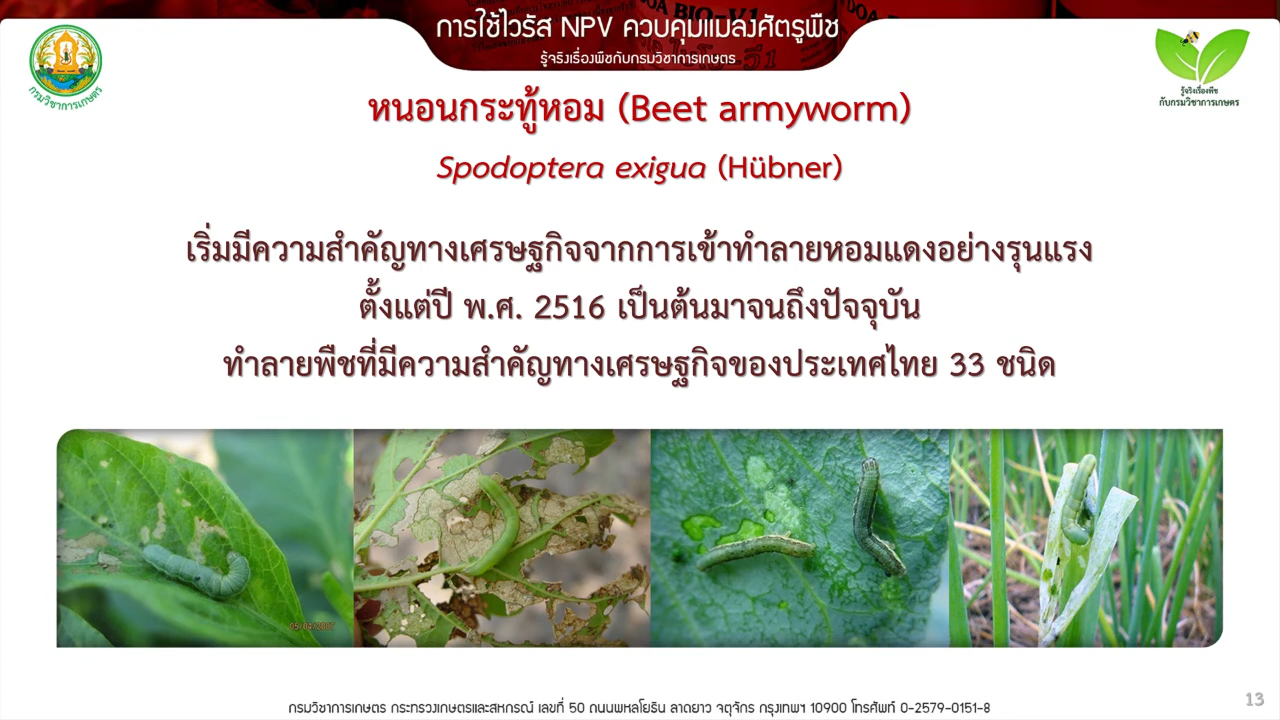 การใช้ไวรัส NPV ควบคุมแมลงศัตรูพืช
รู้จริงเรื่องพืชกับกรมวิชาการเกษตร
กรมวิชาการเกษตร
รู้จริงเรื่องพืช
กับกรมวิชาการเกษตร
หนอนกระทู้หอม (Beet armyworm)
Spodoptera exigua (Hübner)
เริ่มมีความสำคัญทางเศรษฐกิจจากการเข้าทำลายหอมแดงอย่างรุนแรง
ตั้งแต่ปี พ.ศ. 2516 เป็นต้นมาจนถึงปัจจุบัน
ทำลายพืชที่มีความสำคัญทางเศรษฐกิจของประเทศไทย 33 ชนิด
กรมวิชาการเกษตร กระทรวงเกษตรและสหกรณ์ เลขที่ 50 ถนนพหลโยธิน ลาดยาว จตุจักร กรุงเทพฯ 10900 โทรศัพท์ 0-2579-0151-8
13